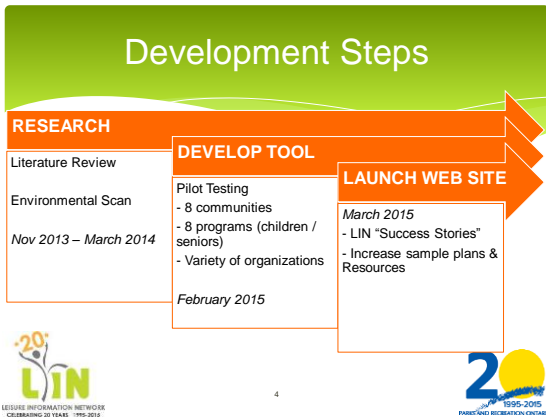 Development Steps
RESEARCH
Literature Review
Environmental Scan
Nov 2013 – March 2014
DEVELOP TOOL
Pilot Testing
- 8 communities
- 8 programs (children /
seniors)
- Variety of organizations
February 2015
LAUNCH WEB SITE
March 2015
- LIN “Success Stories”
- Increase sample plans &
Resources
20
LIN
LEISURE INFORMATION NETWORK
CELEBRATING 20 YEARS 1995-2015
4
20
1995-2015
PARKS AND RECREATION ONTARIO